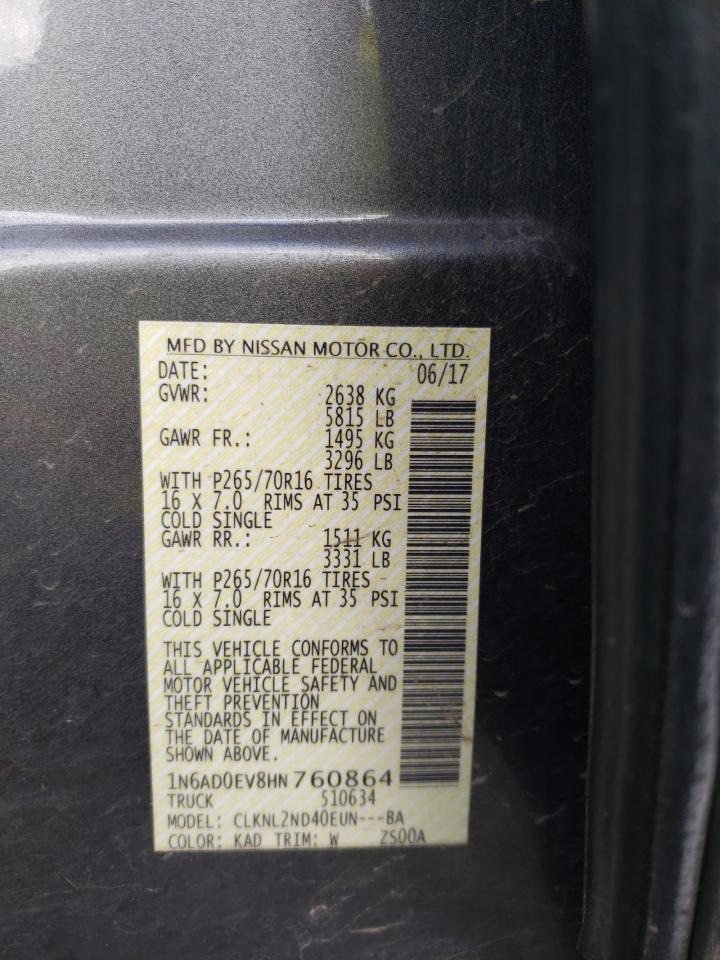 MFD BY NISSAN MOTOR CO., LTD.
DATE: 06/17
GVWR: 2638 KG
5815 LB
GAWR FR.: 1495 KG
3296 LB
WITH P265/70R16 TIRES
16 X 7.0 RIMS AT 35 PSI
COLD SINGLE
GAWR RR.: 1511 KG
3331 LB
WITH P265/70R16 TIRES
16 X 7.0 RIMS AT 35 PSI
COLD SINGLE
THIS VEHICLE CONFORMS TO
ALL APPLICABLE FEDERAL
MOTOR VEHICLE SAFETY AND
THEFT PREVENTION
STANDARDS IN EFFECT ON
THE DATE OF MANUFACTURE
SHOWN ABOVE.
1N6AD0EV8HN 760864
TRUCK 510634
MODEL: CLKNL2ND40EUN---BA
COLOR: KAD TRIM: W ZS00A